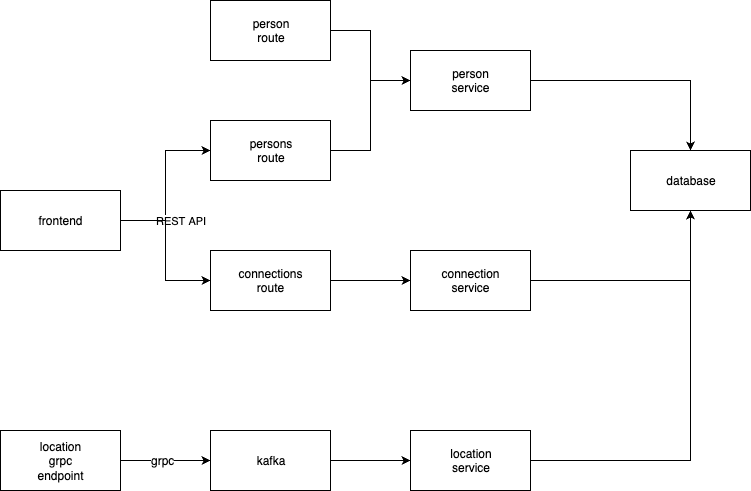 person
route
person
service
persons
route
database
frontend
REST API
connections
route
connection
service
location
grpc
endpoint
grpc
kafka
location
service